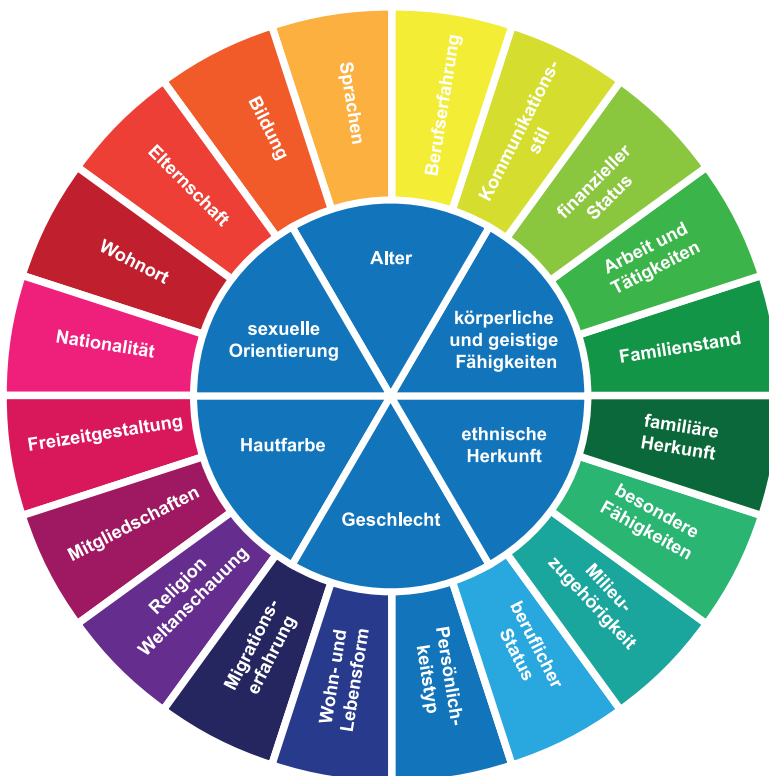 Berufserfahrung
Kommunikations-
stil
finanzieller
Status
Arbeit und
Tätigkeiten
Familienstand
familiäre
Herkunft
besondere
Fähigkeiten
Milieu-
zugehörigkeit
beruflicher
Status
Persönlich-
keitstyp
Wohn- und
Lebensform
Migrations-
erfahrung
Religion
Weltanschauung
Mitgliedschaften
Freizeitgestaltung
Nationalität
Wohnort
Elternschaft
Bildung
Sprachen
Alter
körperliche
und geistige
Fähigkeiten
ethnische
Herkunft
Geschlecht
Hautfarbe
sexuelle
Orientierung